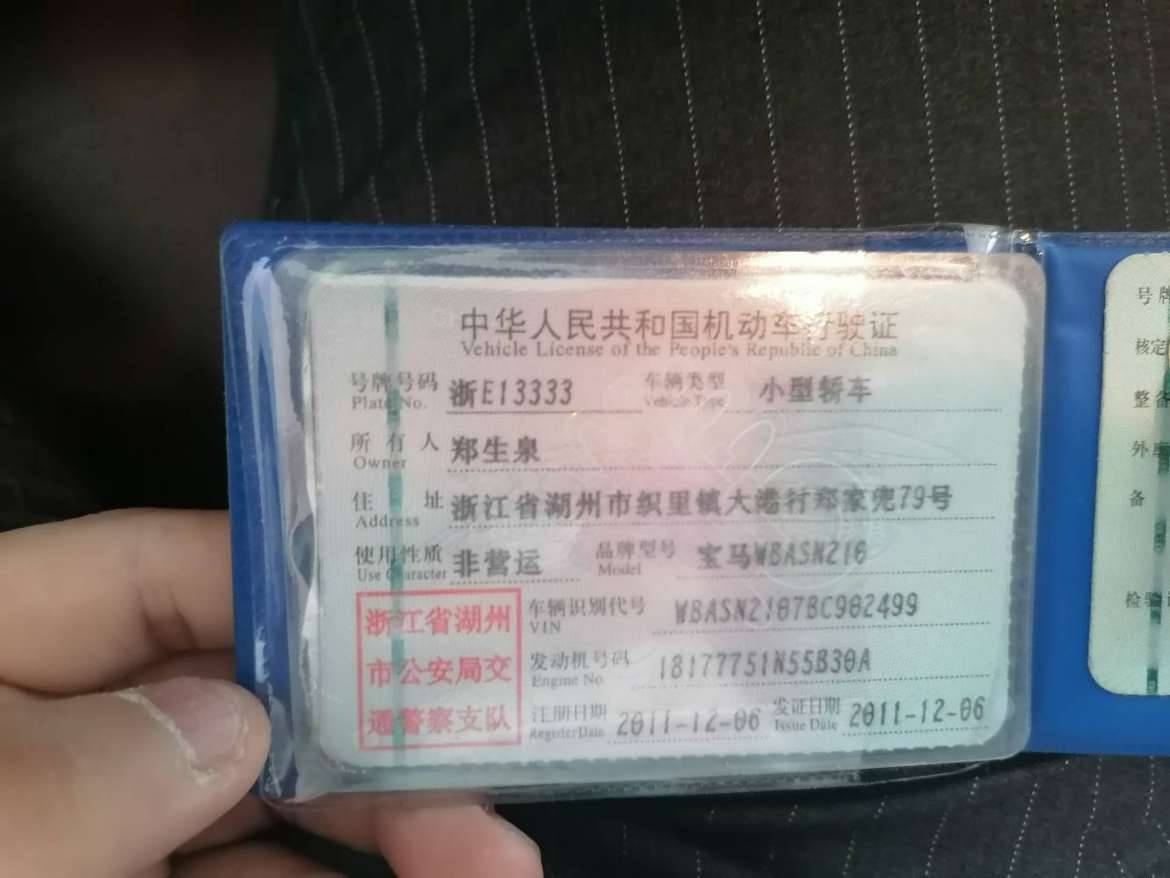 中华人民共和国机动车行驶证
Vehicle License of the People's Republic of China
号牌号码 浙E13333 车辆类型 小型轿车
Plate No. Vehicle Type
所有人 郑生泉
Owner
住址 浙江省湖州市织里镇大港行郑家兜79号
Address
使用性质 非营运 品牌型号 宝马WBASN210
Use Character Model
浙江省湖州
市公安局交
通警察支队
车辆识别代号 WBASN2107BC902499
VIN
发动机号码 18177751N55B30A
Engine No.
注册日期 2011-12-06 发证日期 2011-12-06
Register Date Issue Date
号牌
核定
整备
外
备
检验